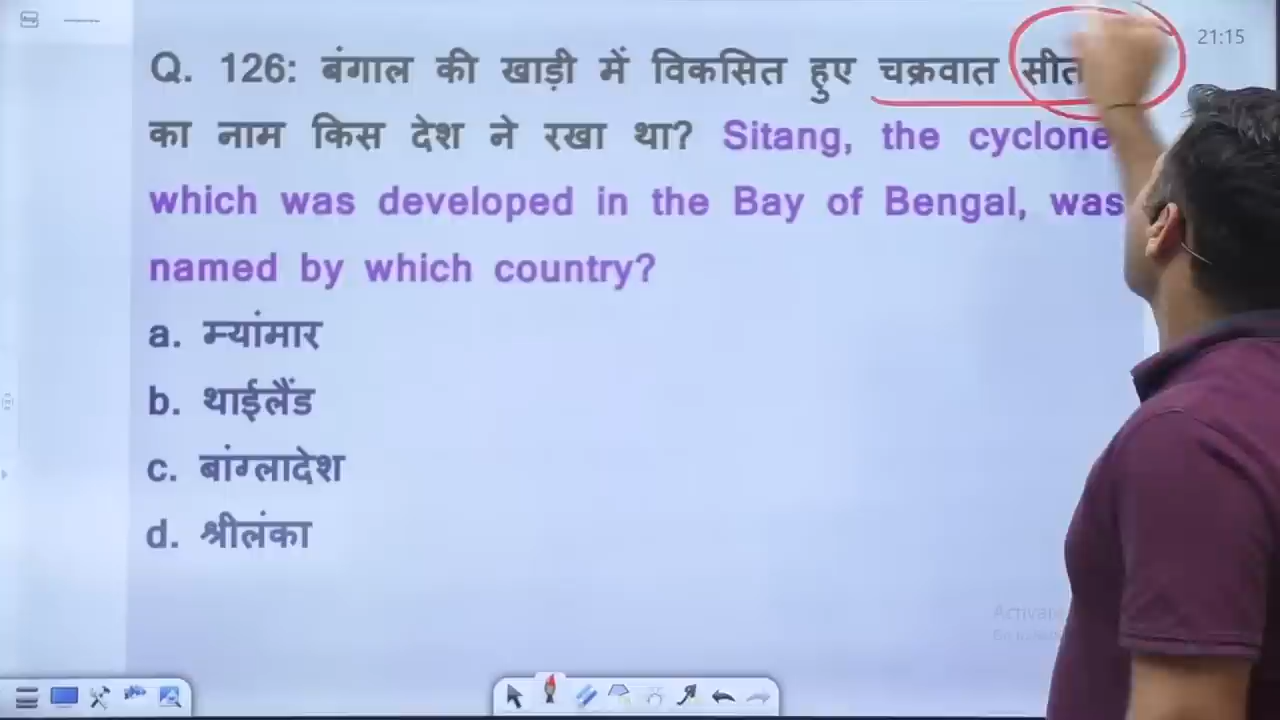 21:15
Q. 126: बंगाल की खाड़ी में विकसित हुए चक्रवात
का नाम किस देश ने रखा था? Sitang, the cyclone
which was developed in the Bay of Bengal, was
named by which country?
a. म्यांमार
b. थाईलैंड
c. बांग्लादेश
d. श्रीलंका